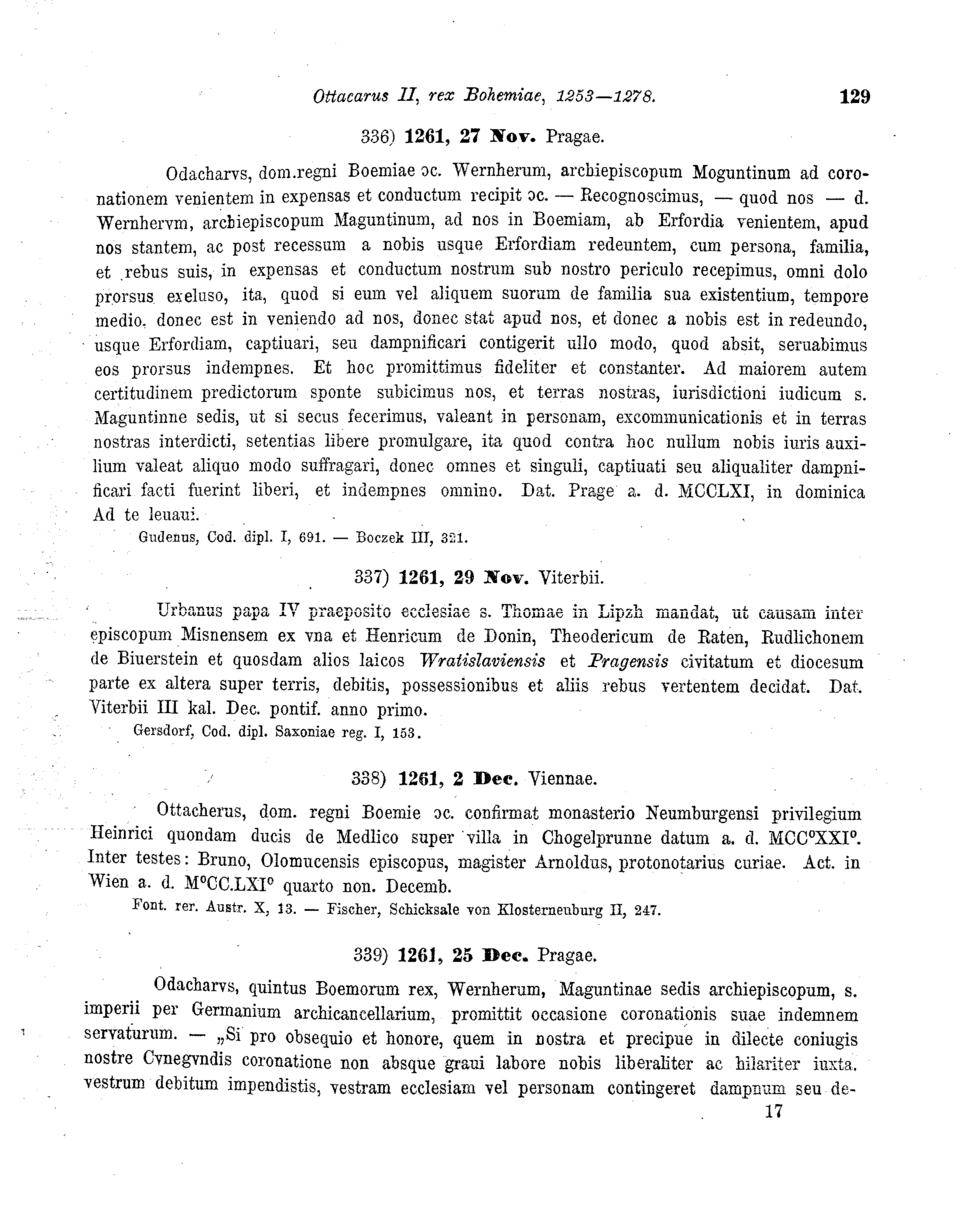 Ottacarus II, rex Bohemiae, 1253—1278. 129
336) 1261, 27 Nov. Pragae.
Odacharvs, dom.regni Boemiae ɔc. Wernherum, archiepiscopum Moguntinum ad coro-
nationem venientem in expensas et conductum recipit ɔc. — Recognoscimus, — quod nos — d.
Wernhervm, archiepiscopum Maguntinum, ad nos in Boemiam, ab Erfordia venientem, apud
nos stantem, ac post recessum a nobis usque Erfordiam redeuntem, cum persona, familia,
et rebus suis, in expensas et conductum nostrum sub nostro periculo recepimus, omni dolo
prorsus exeluso, ita, quod si eum vel aliquem suorum de familia sua existentium, tempore
medio, donec est in veniendo ad nos, donec stat apud nos, et donec a nobis est in redeundo,
usque Erfordiam, captiuari, seu dampnificari contigerit ullo modo, quod absit, seruabimus
eos prorsus indempnes. Et hoc promittimus fideliter et constanter. Ad maiorem autem
certitudinem predictorum sponte subicimus nos, et terras nostras, iurisdictioni iudicum s.
Maguntinne sedis, ut si secus fecerimus, valeant in personam, excommunicationis et in terras
nostras interdicti, setentias libere promulgare, ita quod contra hoc nullum nobis iuris auxi-
lium valeat aliquo modo suffragari, donec omnes et singuli, captiuati seu aliqualiter dampni-
ficari facti fuerint liberi, et indempnes omnino. Dat. Prage a. d. MCCLXI, in dominica
Ad te leuaui.
Gudenus, Cod. dipl. I, 691. — Boczek III, 321.
337) 1261, 29 Nov. Viterbii.
Urbanus papa IV praeposito ecclesiae s. Thomae in Lipzh mandat, ut causam inter
episcopum Misnensem ex vna et Henricum de Donin, Theodericum de Raten, Rudlichonem
de Biuerstein et quosdam alios laicos Wratislaviensis et Pragensis civitatum et diocesum
parte ex altera super terris, debitis, possessionibus et aliis rebus vertentem decidat. Dat.
Viterbii III kal. Dec. pontif. anno primo.
Gersdorf, Cod. dipl. Saxoniae reg. I, 153.
338) 1261, 2 Dec. Viennae.
Ottacherus, dom. regni Boemie ɔc. confirmat monasterio Neumburgensi privilegium
Heinrici quondam ducis de Medlico super villa in Chogelprunne datum a. d. MCC⁰XXI⁰.
Inter testes: Bruno, Olomucensis episcopus, magister Arnoldus, protonotarius curiae. Act. in
Wien a. d. M⁰CC.LXI⁰ quarto non. Decemb.
Font. rer. Austr. X, 13. — Fischer, Schicksale von Klosterneuburg II, 247.
339) 1261, 25 Dec. Pragae.
Odacharvs, quintus Boemorum rex, Wernherum, Maguntinae sedis archiepiscopum, s.
imperii per Germanium archicancellarium, promittit occasione coronationis suae indemnem
servaturum. — „Si pro obsequio et honore, quem in nostra et precipue in dilecte coniugis
nostre Cvnegvndis coronatione non absque graui labore nobis liberaliter ac hilariter iuxta.
vestrum debitum impendistis, vestram ecclesiam vel personam contingeret dampnum seu de-
17